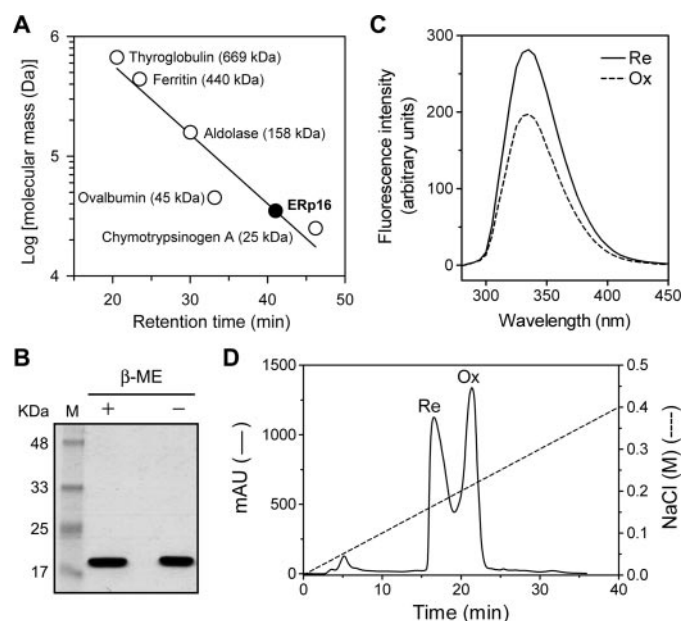 A
Log [molecular mass (Da)]
6
5
4
Thyroglobulin (669 kDa)
Ferritin (440 kDa)
Aldolase (158 kDa)
Ovalbumin (45 kDa)
ERp16
Chymotrypsinogen A (25 kDa)
20 30 40 50
Retention time (min)
B
β-ME
KDa M + −
48
33
25
17
C
Fluorescence intensity
(arbitrary units)
300
200
100
0
Re
Ox
300 350 400 450
Wavelength (nm)
D
mAU (—)
1500
1000
500
0
Re
Ox
0.5
0.4
0.3
0.2
0.1
0.0
NaCl (M) (----)
0 10 20 30 40
Time (min)